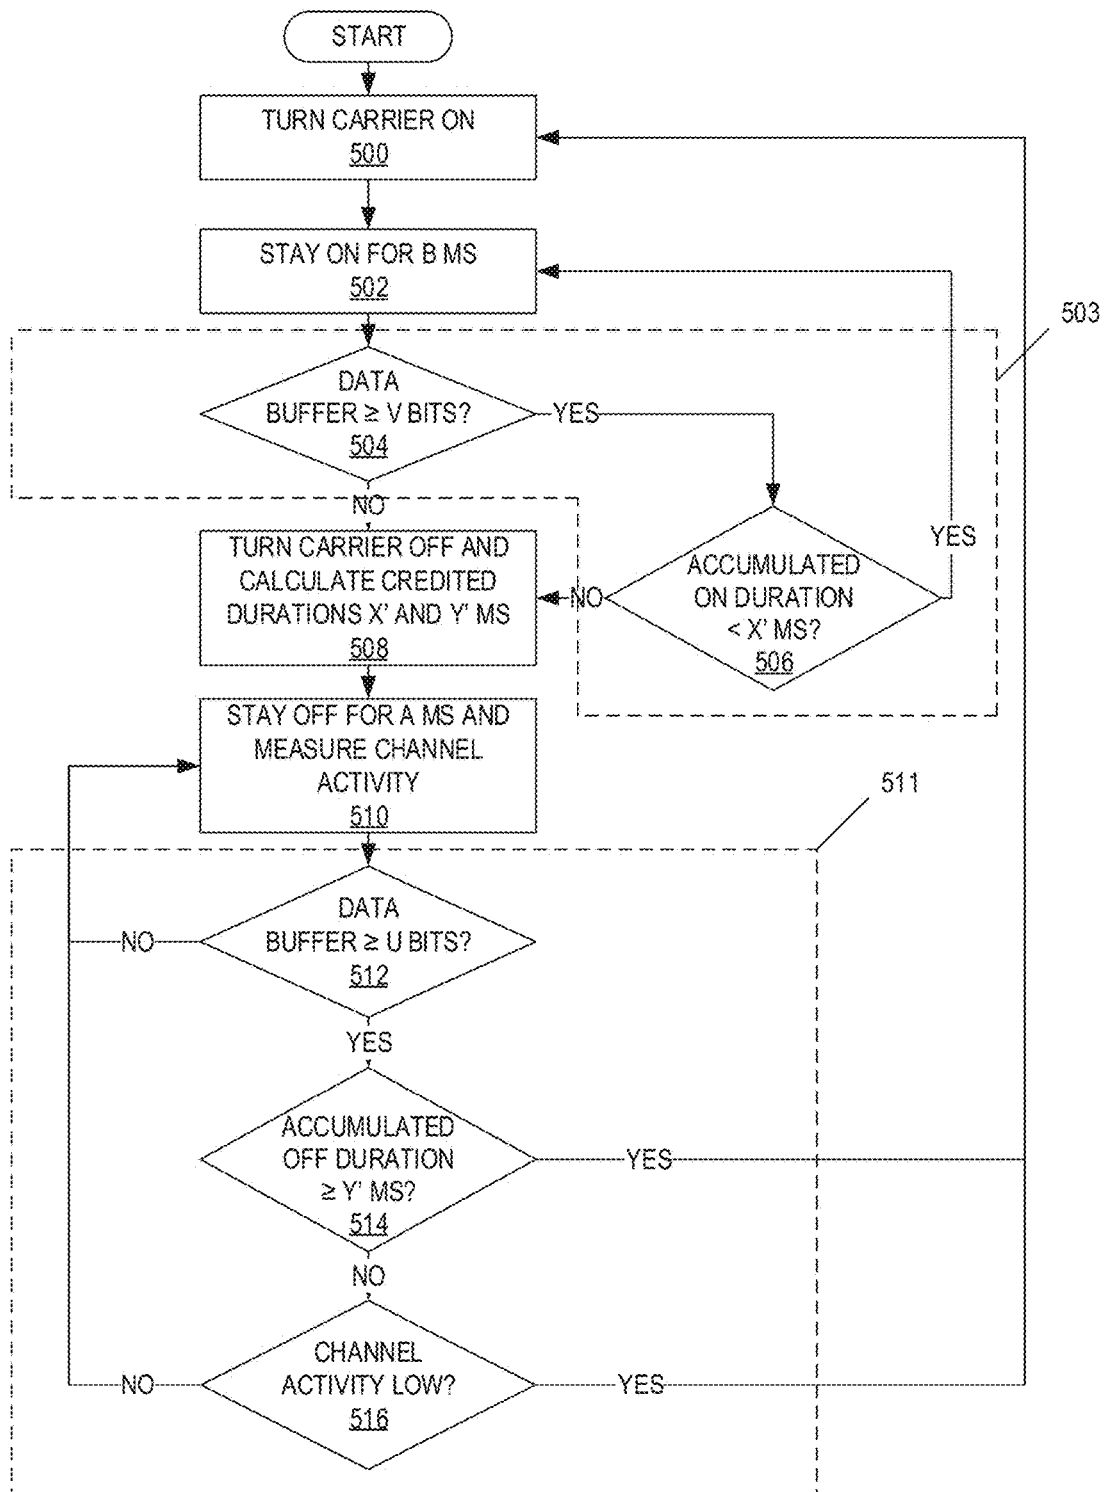 START
TURN CARRIER ON
500
STAY ON FOR B MS
502
503
DATA
BUFFER ≥ V BITS?
504
YES
NO
TURN CARRIER OFF AND
CALCULATE CREDITED
DURATIONS X' AND Y' MS
508
NO
ACCUMULATED
ON DURATION
< X' MS?
506
YES
STAY OFF FOR A MS AND
MEASURE CHANNEL
ACTIVITY
510
511
DATA
BUFFER ≥ U BITS?
512
NO
YES
ACCUMULATED
OFF DURATION
≥ Y' MS?
514
YES
NO
CHANNEL
ACTIVITY LOW?
516
NO
YES